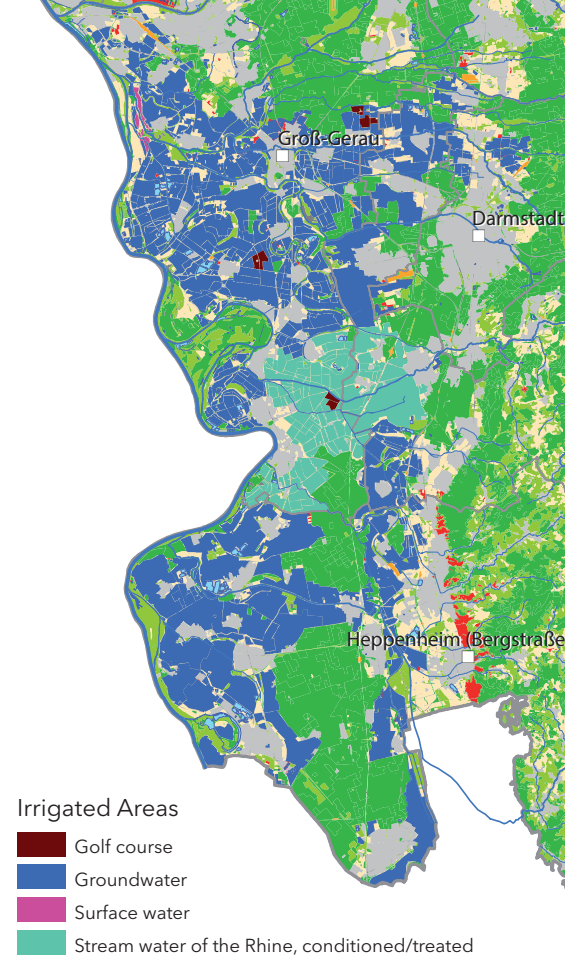 Groß-Gerau
Darmstadt
Heppenheim (Bergstraße
Irrigated Areas
Golf course
Groundwater
Surface water
Stream water of the Rhine, conditioned/treated